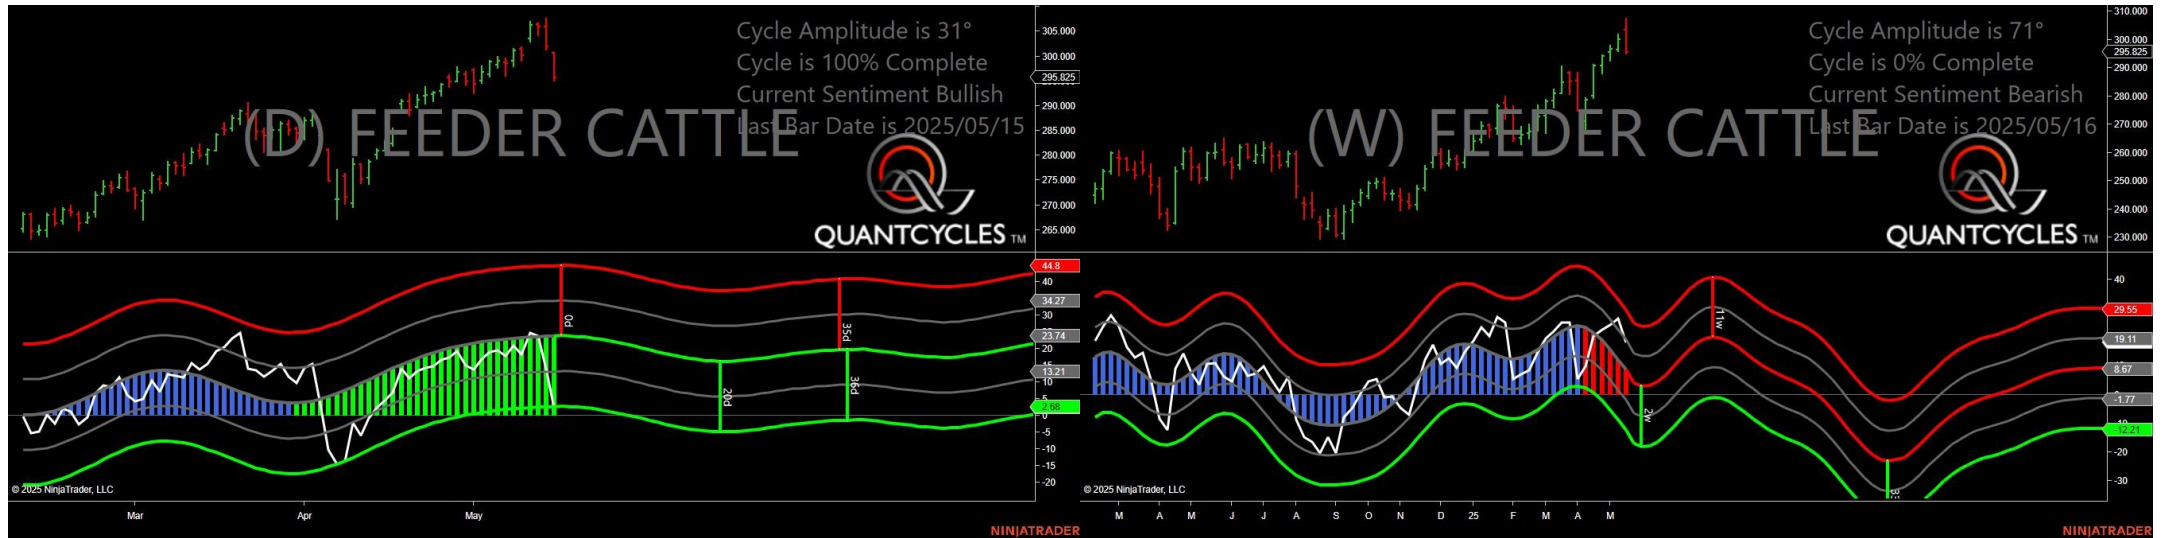 Cycle Amplitude is 31°
Cycle is 100% Complete
Current Sentiment Bullish
Last Bar Date is 2025/05/15
(D) FEEDER CATTLE
QUANTCYCLES TM
305.000
300.000
295.825
290.000
285.000
280.000
275.000
270.000
265.000
44.8
40
34.27
30
23.74
20
15
13.21
10
5
2.68
0
-5
-10
-15
-20
0d
20d
35d
36d
© 2025 NinjaTrader, LLC
Mar
Apr
May
NINJATRADER
Cycle Amplitude is 71°
Cycle is 0% Complete
Current Sentiment Bearish
Last Bar Date is 2025/05/16
(W) FEEDER CATTLE
QUANTCYCLES TM
310.000
300.000
295.825
290.000
280.000
270.000
260.000
250.000
240.000
230.000
40
29.55
19.11
8.67
-1.77
-12.21
-20
-30
2w
11w
© 2025 NinjaTrader, LLC
M A M J J A S O N D 25 F M A M
NINJATRADER